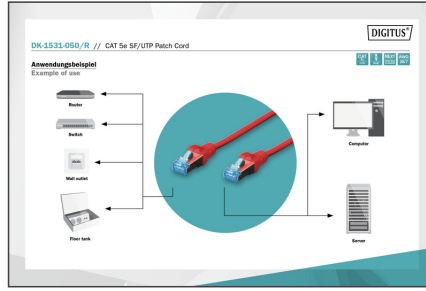 DIGITUS®
DK-1531-050/R // CAT 5e SF/UTP Patch Cord
Anwendungsbeispiel
Example of use
Router
Switch
Wall outlet
Floor tank
Computer
Server